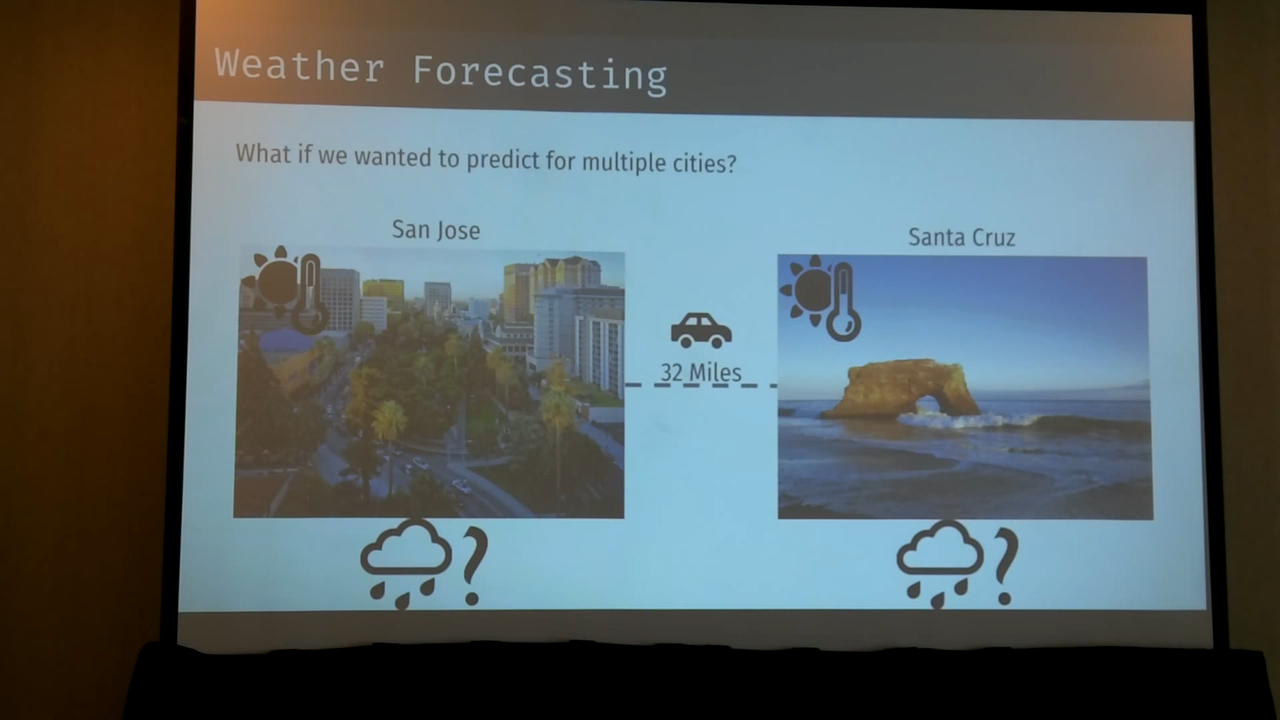 Weather Forecasting
What if we wanted to predict for multiple cities?
San Jose
Santa Cruz
32 Miles
?
?